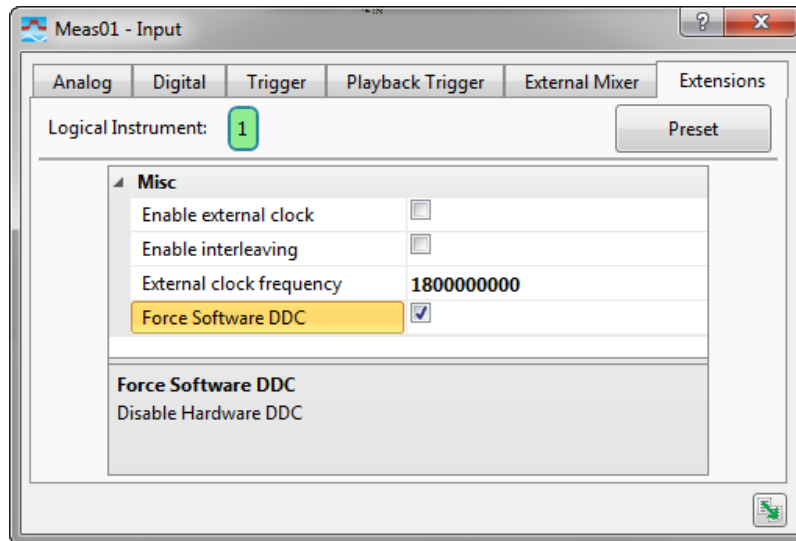 Meas01 - Input
Analog Digital Trigger Playback Trigger External Mixer Extensions
Logical Instrument: 1 Preset
Misc
Enable external clock
Enable interleaving
External clock frequency 1800000000
Force Software DDC
Force Software DDC
Disable Hardware DDC